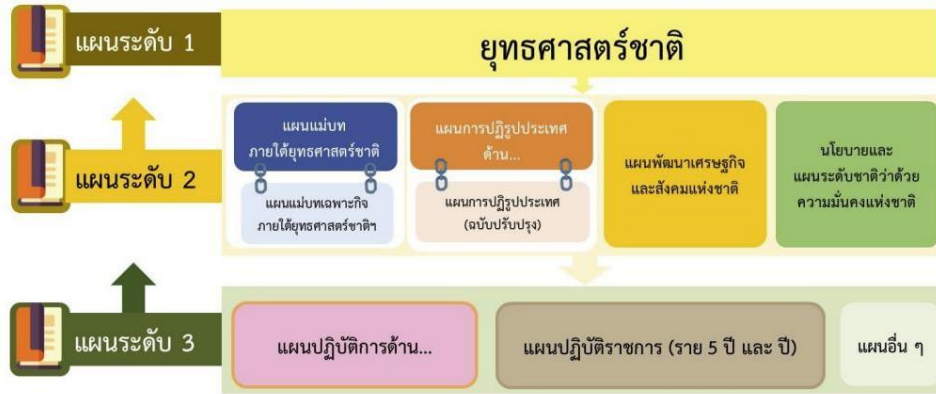 แผนระดับ 1
ยุทธศาสตร์ชาติ
แผนระดับ 2
แผนแม่บท
ภายใต้ยุทธศาสตร์ชาติ
แผนแม่บทเฉพาะกิจ
ภายใต้ยุทธศาสตร์ชาติฯ
แผนการปฏิรูปประเทศ
ด้าน...
แผนการปฏิรูปประเทศ
(ฉบับปรับปรุง)
แผนพัฒนาเศรษฐกิจ
และสังคมแห่งชาติ
นโยบายและ
แผนระดับชาติว่าด้วย
ความมั่นคงแห่งชาติ
แผนระดับ 3
แผนปฏิบัติการด้าน...
แผนปฏิบัติราชการ (ราย 5 ปี และ ปี)
แผนอื่น ๆ